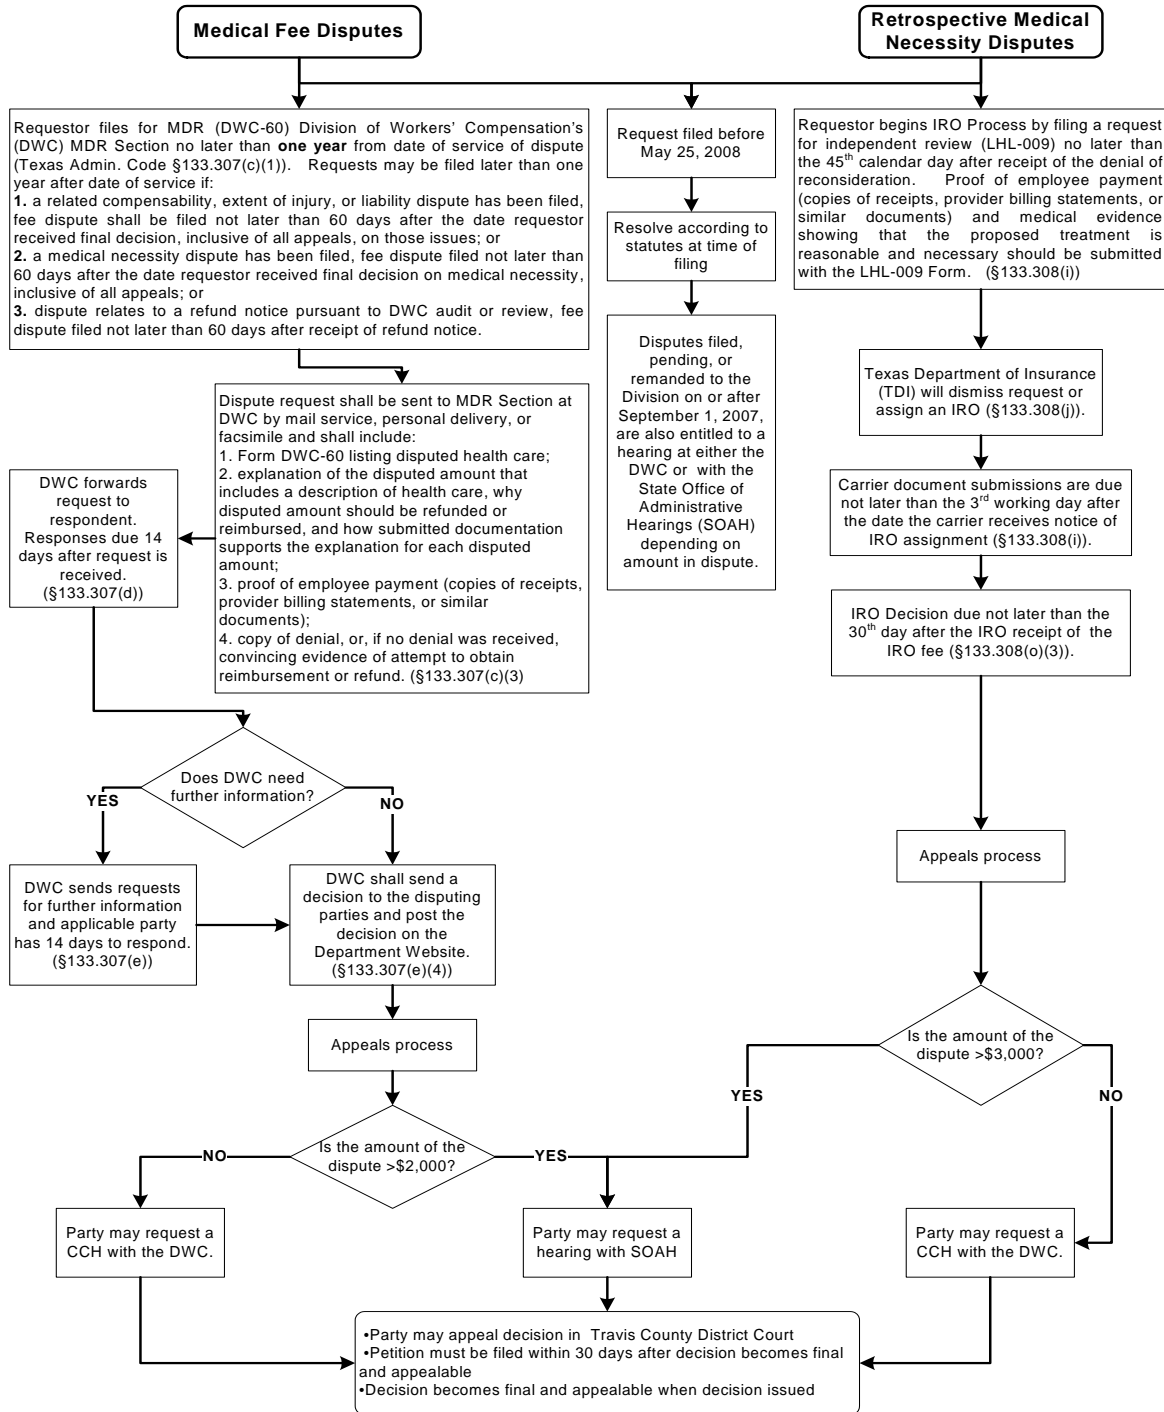 Medical Fee Disputes
Retrospective Medical
Necessity Disputes
Requestor files for MDR (DWC-60) Division of Workers' Compensation's
(DWC) MDR Section no later than one year from date of service of dispute
(Texas Admin. Code §133.307(c)(1)). Requests may be filed later than one
year after date of service if:
1. a related compensability, extent of injury, or liability dispute has been filed,
fee dispute shall be filed not later than 60 days after the date requestor
received final decision, inclusive of all appeals, on those issues; or
2. a medical necessity dispute has been filed, fee dispute filed not later than
60 days after the date requestor received final decision on medical necessity,
inclusive of all appeals; or
3. dispute relates to a refund notice pursuant to DWC audit or review, fee
dispute filed not later than 60 days after receipt of refund notice.
Request filed before
May 25, 2008
Requestor begins IRO Process by filing a request
for independent review (LHL-009) no later than
the 45th calendar day after receipt of the denial of
reconsideration. Proof of employee payment
(copies of receipts, provider billing statements, or
similar documents) and medical evidence
showing that the proposed treatment is
reasonable and necessary should be submitted
with the LHL-009 Form. (§133.308(i))
Resolve according to
statutes at time of
filing
Disputes filed,
pending, or
remanded to the
Division on or after
September 1, 2007,
are also entitled to a
hearing at either the
DWC or with the
State Office of
Administrative
Hearings (SOAH)
depending on
amount in dispute.
Texas Department of Insurance
(TDI) will dismiss request or
assign an IRO (§133.308(j)).
Dispute request shall be sent to MDR Section at
DWC by mail service, personal delivery, or
facsimile and shall include:
1. Form DWC-60 listing disputed health care;
2. explanation of the disputed amount that
includes a description of health care, why
disputed amount should be refunded or
reimbursed, and how submitted documentation
supports the explanation for each disputed
amount;
3. proof of employee payment (copies of receipts,
provider billing statements, or similar
documents);
4. copy of denial, or, if no denial was received,
convincing evidence of attempt to obtain
reimbursement or refund. (§133.307(c)(3)
DWC forwards
request to
respondent.
Responses due 14
days after request is
received.
(§133.307(d))
Carrier document submissions are due
not later than the 3rd working day after
the date the carrier receives notice of
IRO assignment (§133.308(i)).
IRO Decision due not later than the
30th day after the IRO receipt of the
IRO fee (§133.308(o)(3)).
Does DWC need
further information?
YES
NO
DWC sends requests
for further information
and applicable party
has 14 days to respond.
(§133.307(e))
DWC shall send a
decision to the disputing
parties and post the
decision on the
Department Website.
(§133.307(e)(4))
Appeals process
Appeals process
Is the amount of the
dispute >$3,000?
YES
NO
Is the amount of the
dispute >$2,000?
NO
YES
Party may request a
CCH with the DWC.
Party may request a
hearing with SOAH
Party may request a
CCH with the DWC.
•Party may appeal decision in Travis County District Court
•Petition must be filed within 30 days after decision becomes final
and appealable
•Decision becomes final and appealable when decision issued